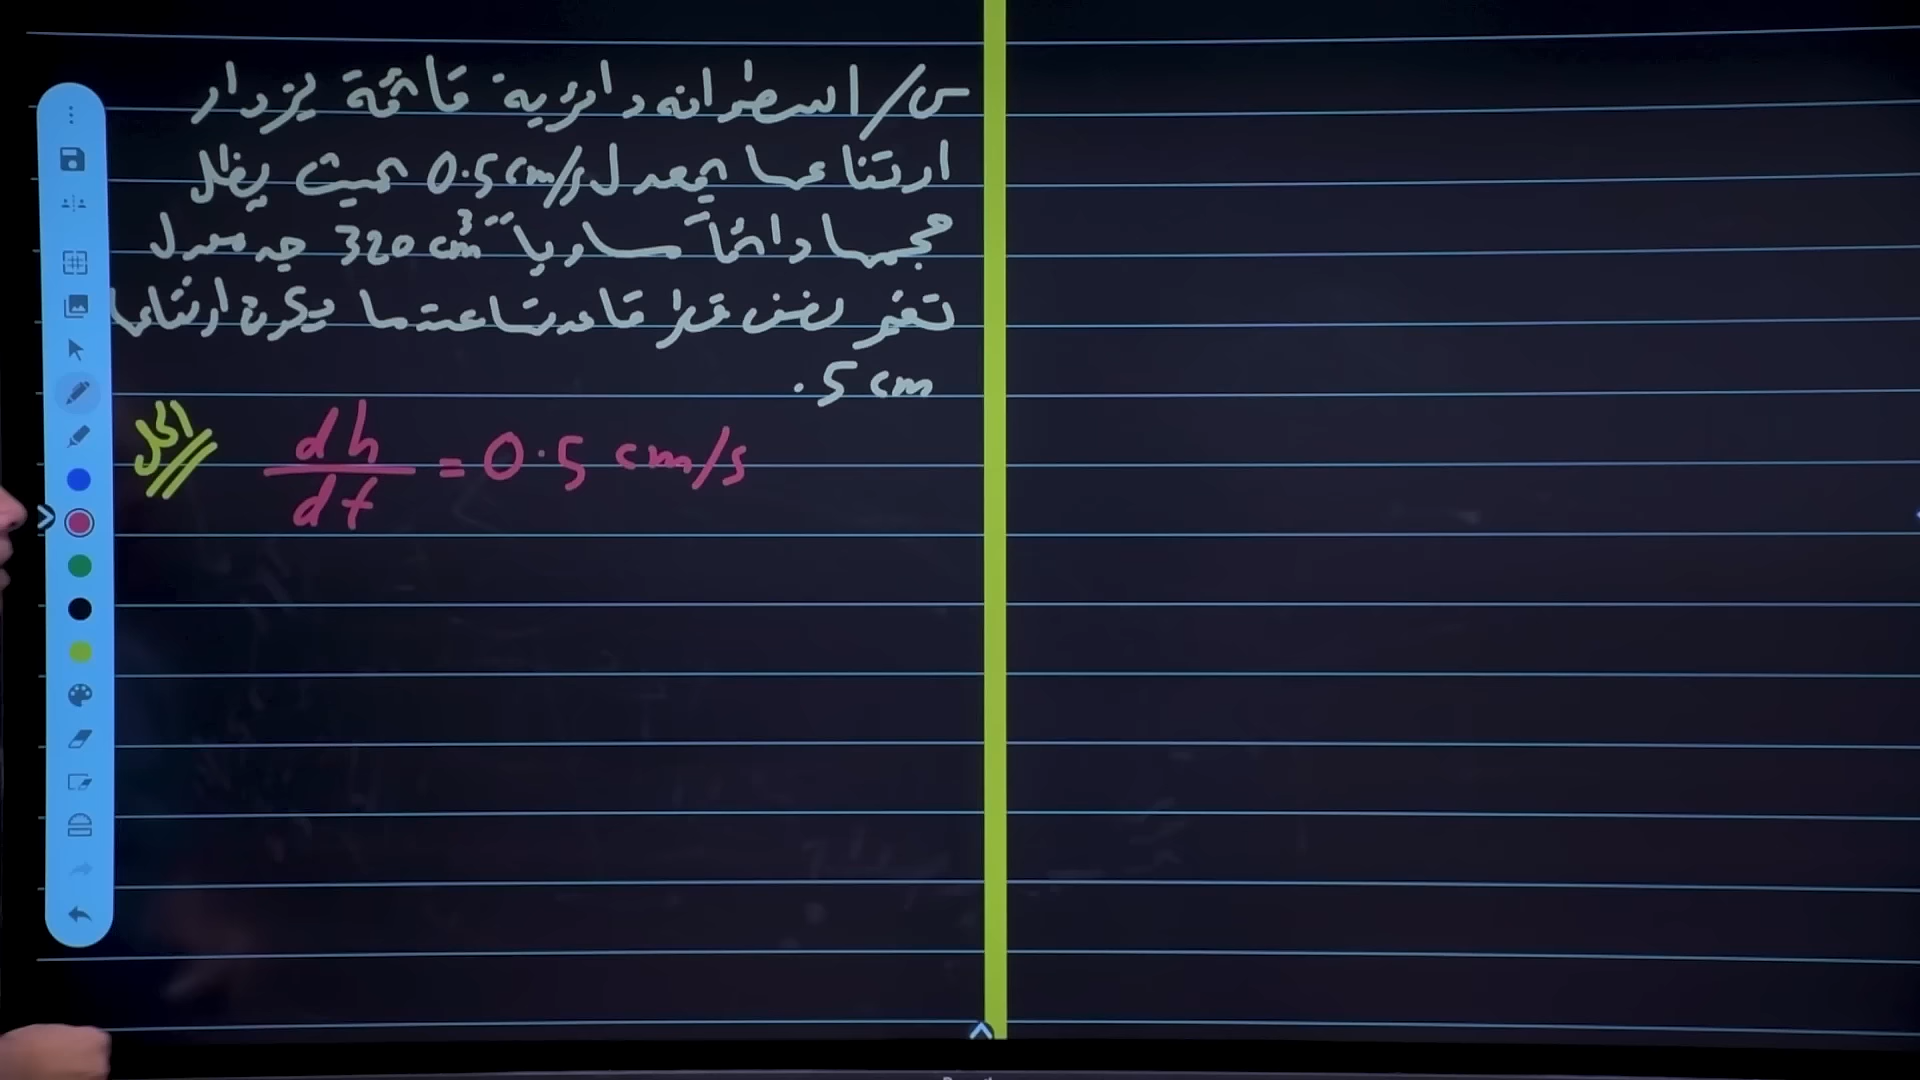 س/ اسطوانة دائرية قائمة يزداد
ارتفاعها بمعدل 0.5 cm/s بحيث يظل
حجمها دائماً مساوياً 320 cm³ جد معدل
تغير نصف قطر قاعدتها عندما يكون ارتفاعها
5 cm .
الحل
dh/dt = 0.5 cm/s